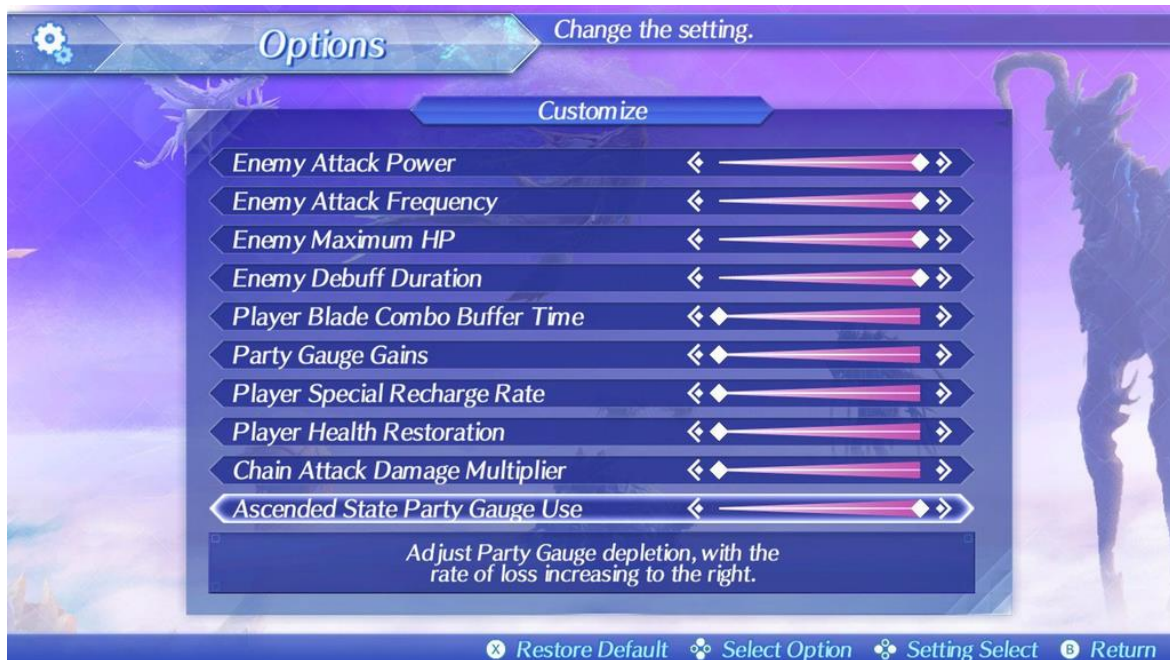 Options
Change the setting.
Customize
Enemy Attack Power
Enemy Attack Frequency
Enemy Maximum HP
Enemy Debuff Duration
Player Blade Combo Buffer Time
Party Gauge Gains
Player Special Recharge Rate
Player Health Restoration
Chain Attack Damage Multiplier
Ascended State Party Gauge Use
Adjust Party Gauge depletion, with the
rate of loss increasing to the right.
X Restore Default Select Option Setting Select B Return